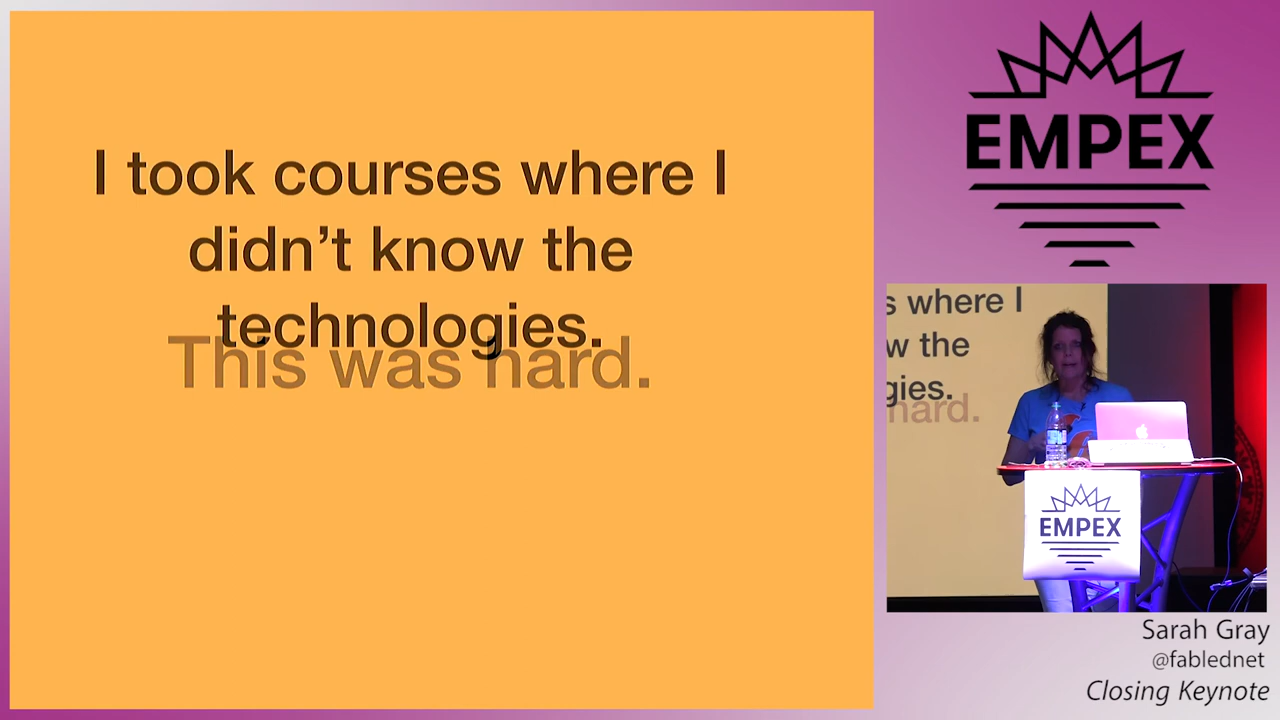 I took courses where I
didn’t know the
technologies.
This was hard.
EMPEX
s where I
w the
gies.
hard.
EMPEX
Sarah Gray
@fablednet
Closing Keynote